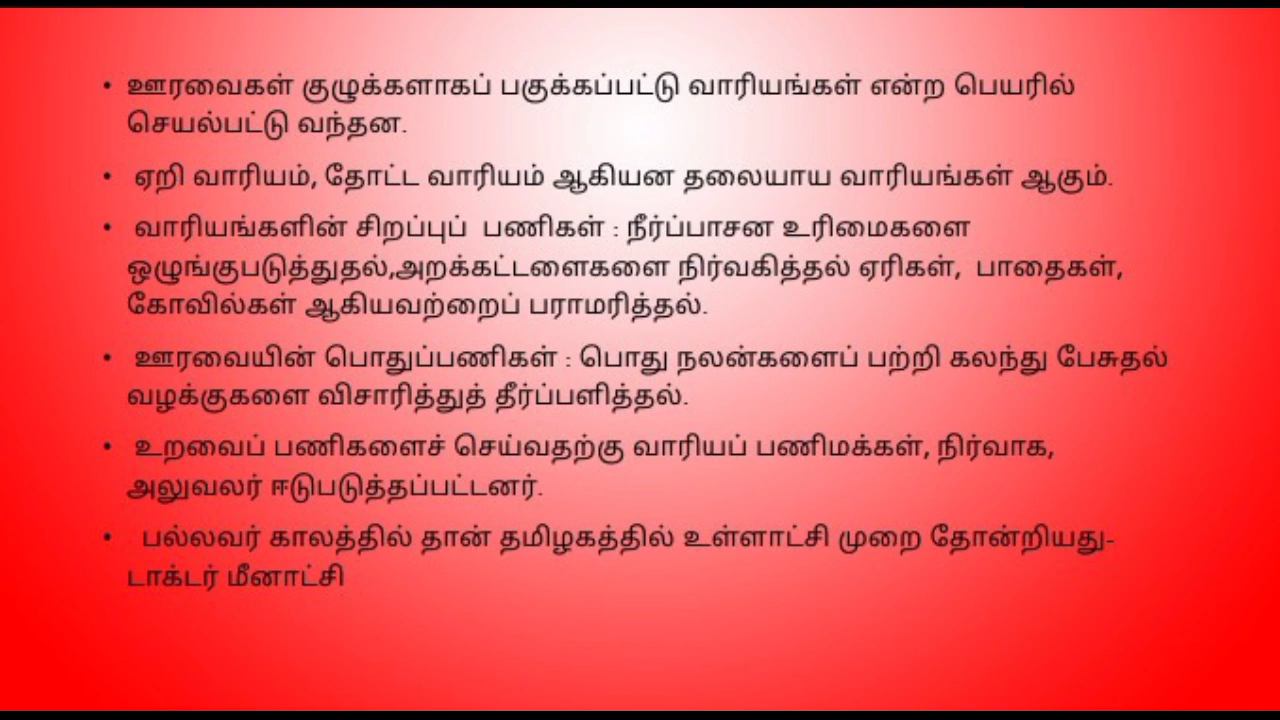 • ஊரவைகள் குழுக்களாகப் பகுக்கப்பட்டு வாரியங்கள் என்ற பெயரில்
செயல்பட்டு வந்தன.
• ஏறி வாரியம், தோட்ட வாரியம் ஆகியன தலையாய வாரியங்கள் ஆகும்.
• வாரியங்களின் சிறப்புப் பணிகள் : நீர்ப்பாசன உரிமைகளை
ஒழுங்குபடுத்துதல்,அறக்கட்டளைகளை நிர்வகித்தல் ஏரிகள், பாதைகள்,
கோவில்கள் ஆகியவற்றைப் பராமரித்தல்.
• ஊரவையின் பொதுப்பணிகள் : பொது நலன்களைப் பற்றி கலந்து பேசுதல்
வழக்குகளை விசாரித்துத் தீர்ப்பளித்தல்.
• உறவைப் பணிகளைச் செய்வதற்கு வாரியப் பணிமக்கள், நிர்வாக,
அலுவலர் ஈடுபடுத்தப்பட்டனர்.
• பல்லவர் காலத்தில் தான் தமிழகத்தில் உள்ளாட்சி முறை தோன்றியது-
டாக்டர் மீனாட்சி